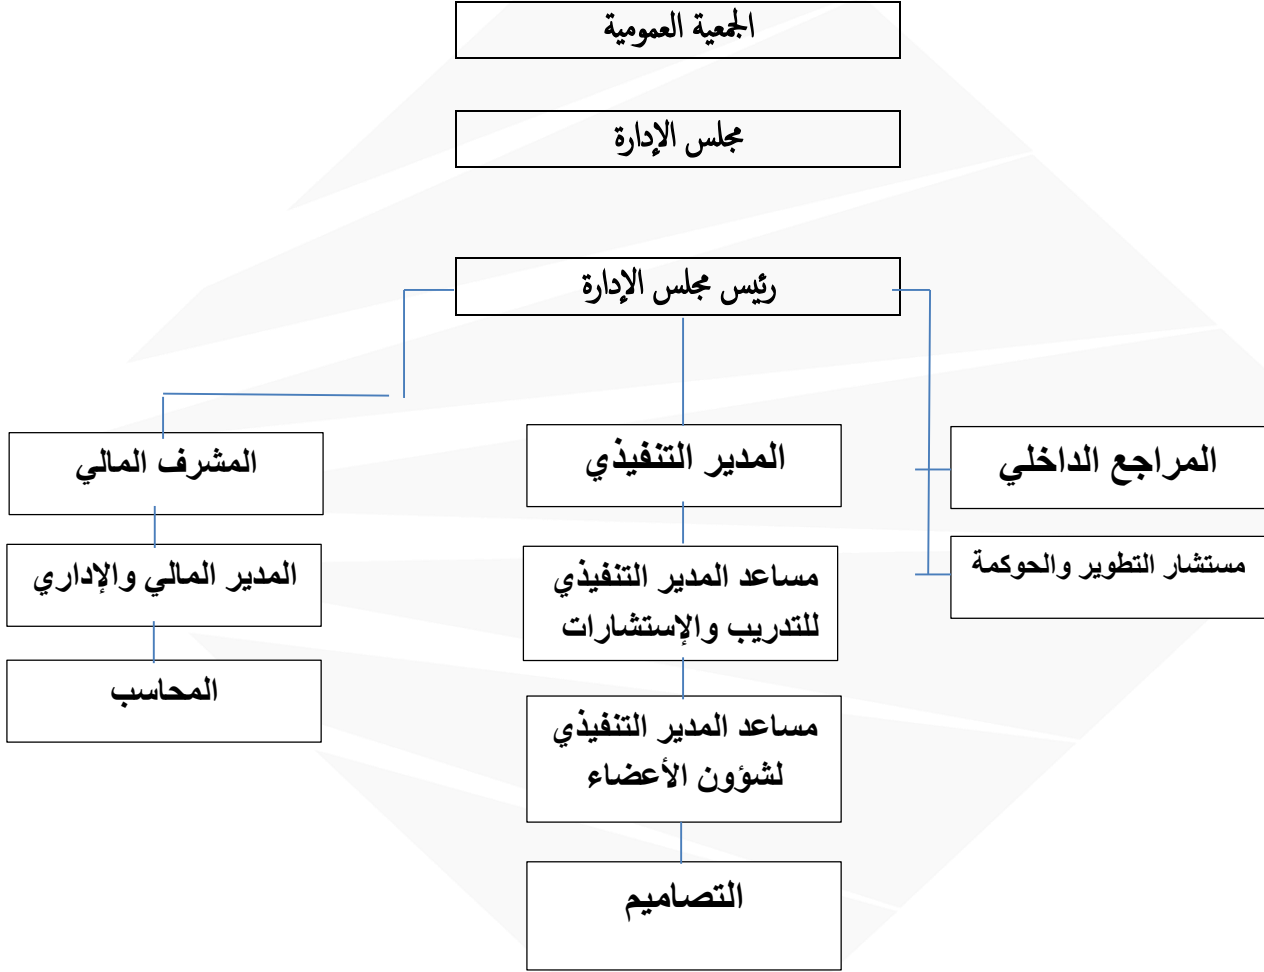 الجمعية العمومية
مجلس الإدارة
رئيس مجلس الإدارة
المراجع الداخلي
مستشار التطوير والحوكمة
المدير التنفيذي
مساعد المدير التنفيذي
للتدريب والإستشارات
مساعد المدير التنفيذي
لشؤون الأعضاء
التصاميم
المشرف المالي
المدير المالي والإداري
المحاسب